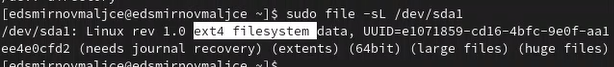 [edsmirnovmaljce@edsmirnovmaljce ~]$ sudo file -sL /dev/sda1
/dev/sda1: Linux rev 1.0 ext4 filesystem data, UUID=e1071859-cd16-4bfc-9e0f-aa1
ee4e0cfd2 (needs journal recovery) (extents) (64bit) (large files) (huge files)
[edsmirnovmaljce@edsmirnovmaljce ~]$